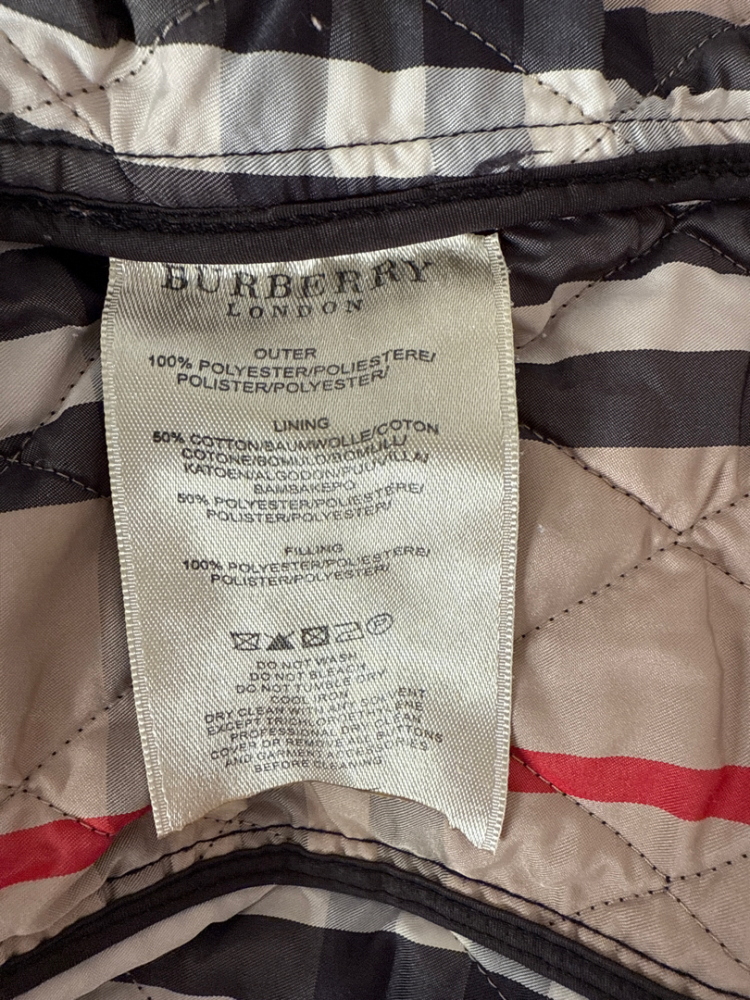 BURBERRY
LONDON
OUTER
100% POLYESTER/POLIESTERE/
POLISTER/POLYESTER/
LINING
50% COTTON/BAUMWOLLE/COTON
COTONE/BOMULD/BOMULL/
KATOEN/ALGODON/PUUVILLA/
BAMBAKEPO
50% POLYESTER/POLIESTERE/
POLISTER/POLYESTER/
FILLING
100% POLYESTER/POLIESTERE/
POLISTER/POLYESTER/
P
DO NOT WASH
DO NOT BLEACH
DO NOT TUMBLE DRY
COOL IRON
DRY CLEAN WITH ANY SOLVENT
EXCEPT TRICHLOROETHYLENE
PROFESSIONAL DRY CLEAN
COVER OR REMOVE ALL BUTTONS
AND GARMENT ACCESSORIES
BEFORE CLEANING